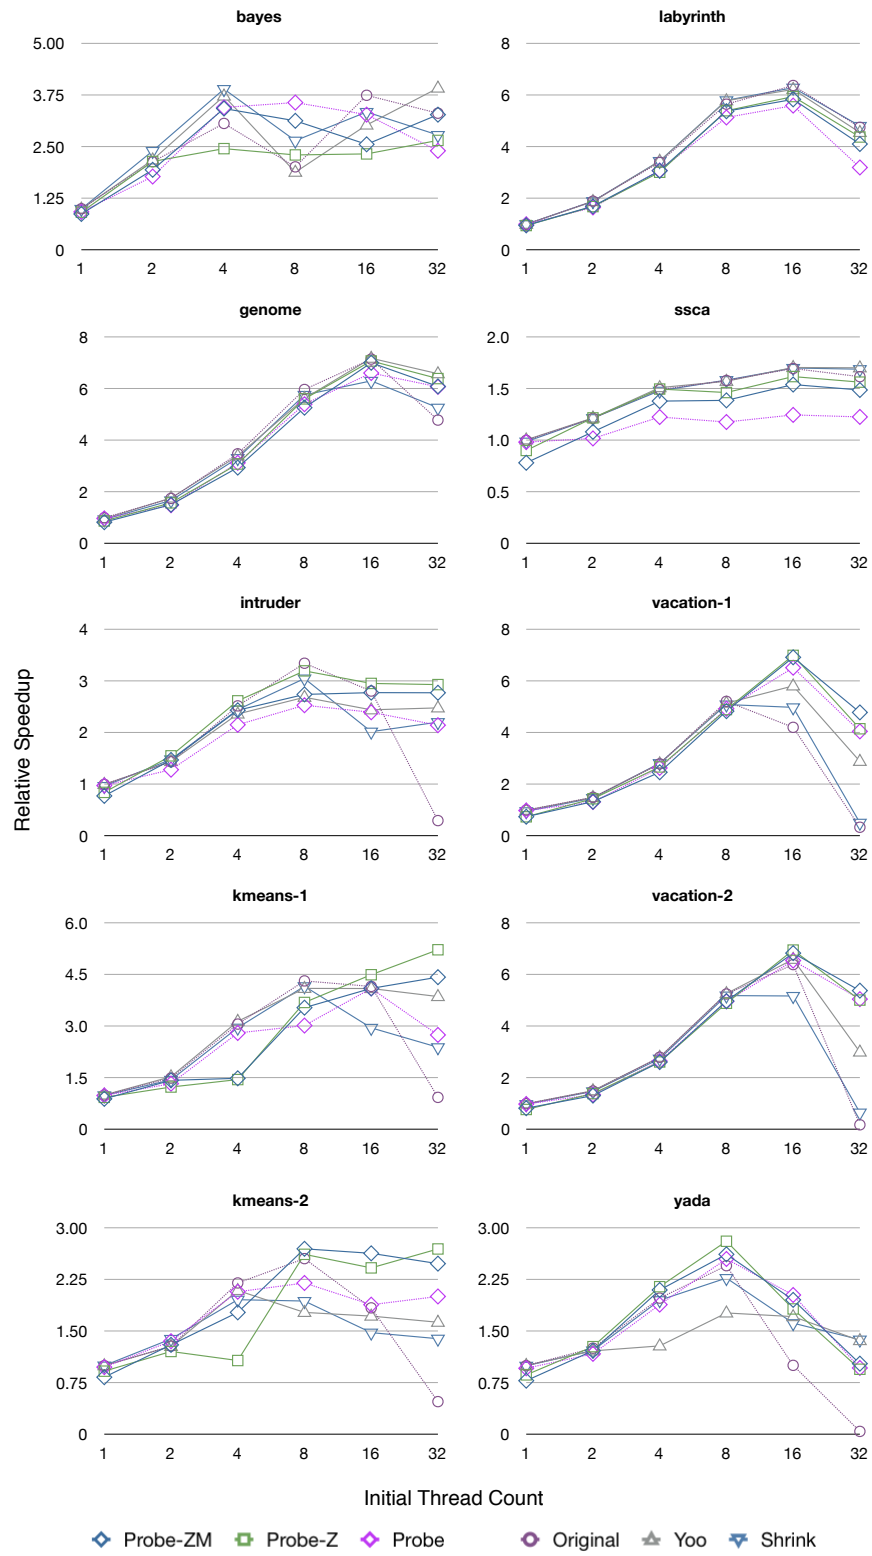 bayes
5.00
3.75
2.50
1.25
0
1 2 4 8 16 32
labyrinth
8
6
4
2
0
1 2 4 8 16 32
genome
8
6
4
2
0
1 2 4 8 16 32
ssca
2.0
1.5
1.0
0.5
0
1 2 4 8 16 32
intruder
4
3
2
1
0
1 2 4 8 16 32
vacation-1
8
6
4
2
0
1 2 4 8 16 32
Relative Speedup
kmeans-1
6.0
4.5
3.0
1.5
0
1 2 4 8 16 32
vacation-2
8
6
4
2
0
1 2 4 8 16 32
kmeans-2
3.00
2.25
1.50
0.75
0
1 2 4 8 16 32
yada
3.00
2.25
1.50
0.75
0
1 2 4 8 16 32
Initial Thread Count
Probe-ZM Probe-Z Probe Original Yoo Shrink